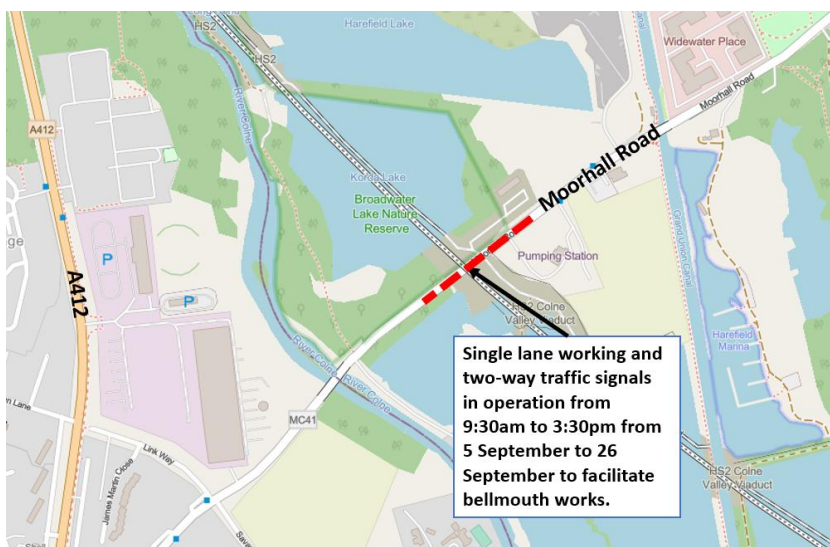 HS2
HS2
Harefield Lake
Widewater Place
Canal
Moorhall Road
River Colne
A412
Korda Lake
Broadwater
Lake Nature
Reserve
Moorhall Road
Pumping Station
P
P
A412
HS2 Colne
Valley Viaduct
Grand Union Canal
Harefield
Marina
River Colne
River Colne
MC41
Link Way
James Martin Close
HS2 Colne
Valley Viaduct
Single lane working and
two-way traffic signals
in operation from
9:30am to 3:30pm from
5 September to 26
September to facilitate
bellmouth works.